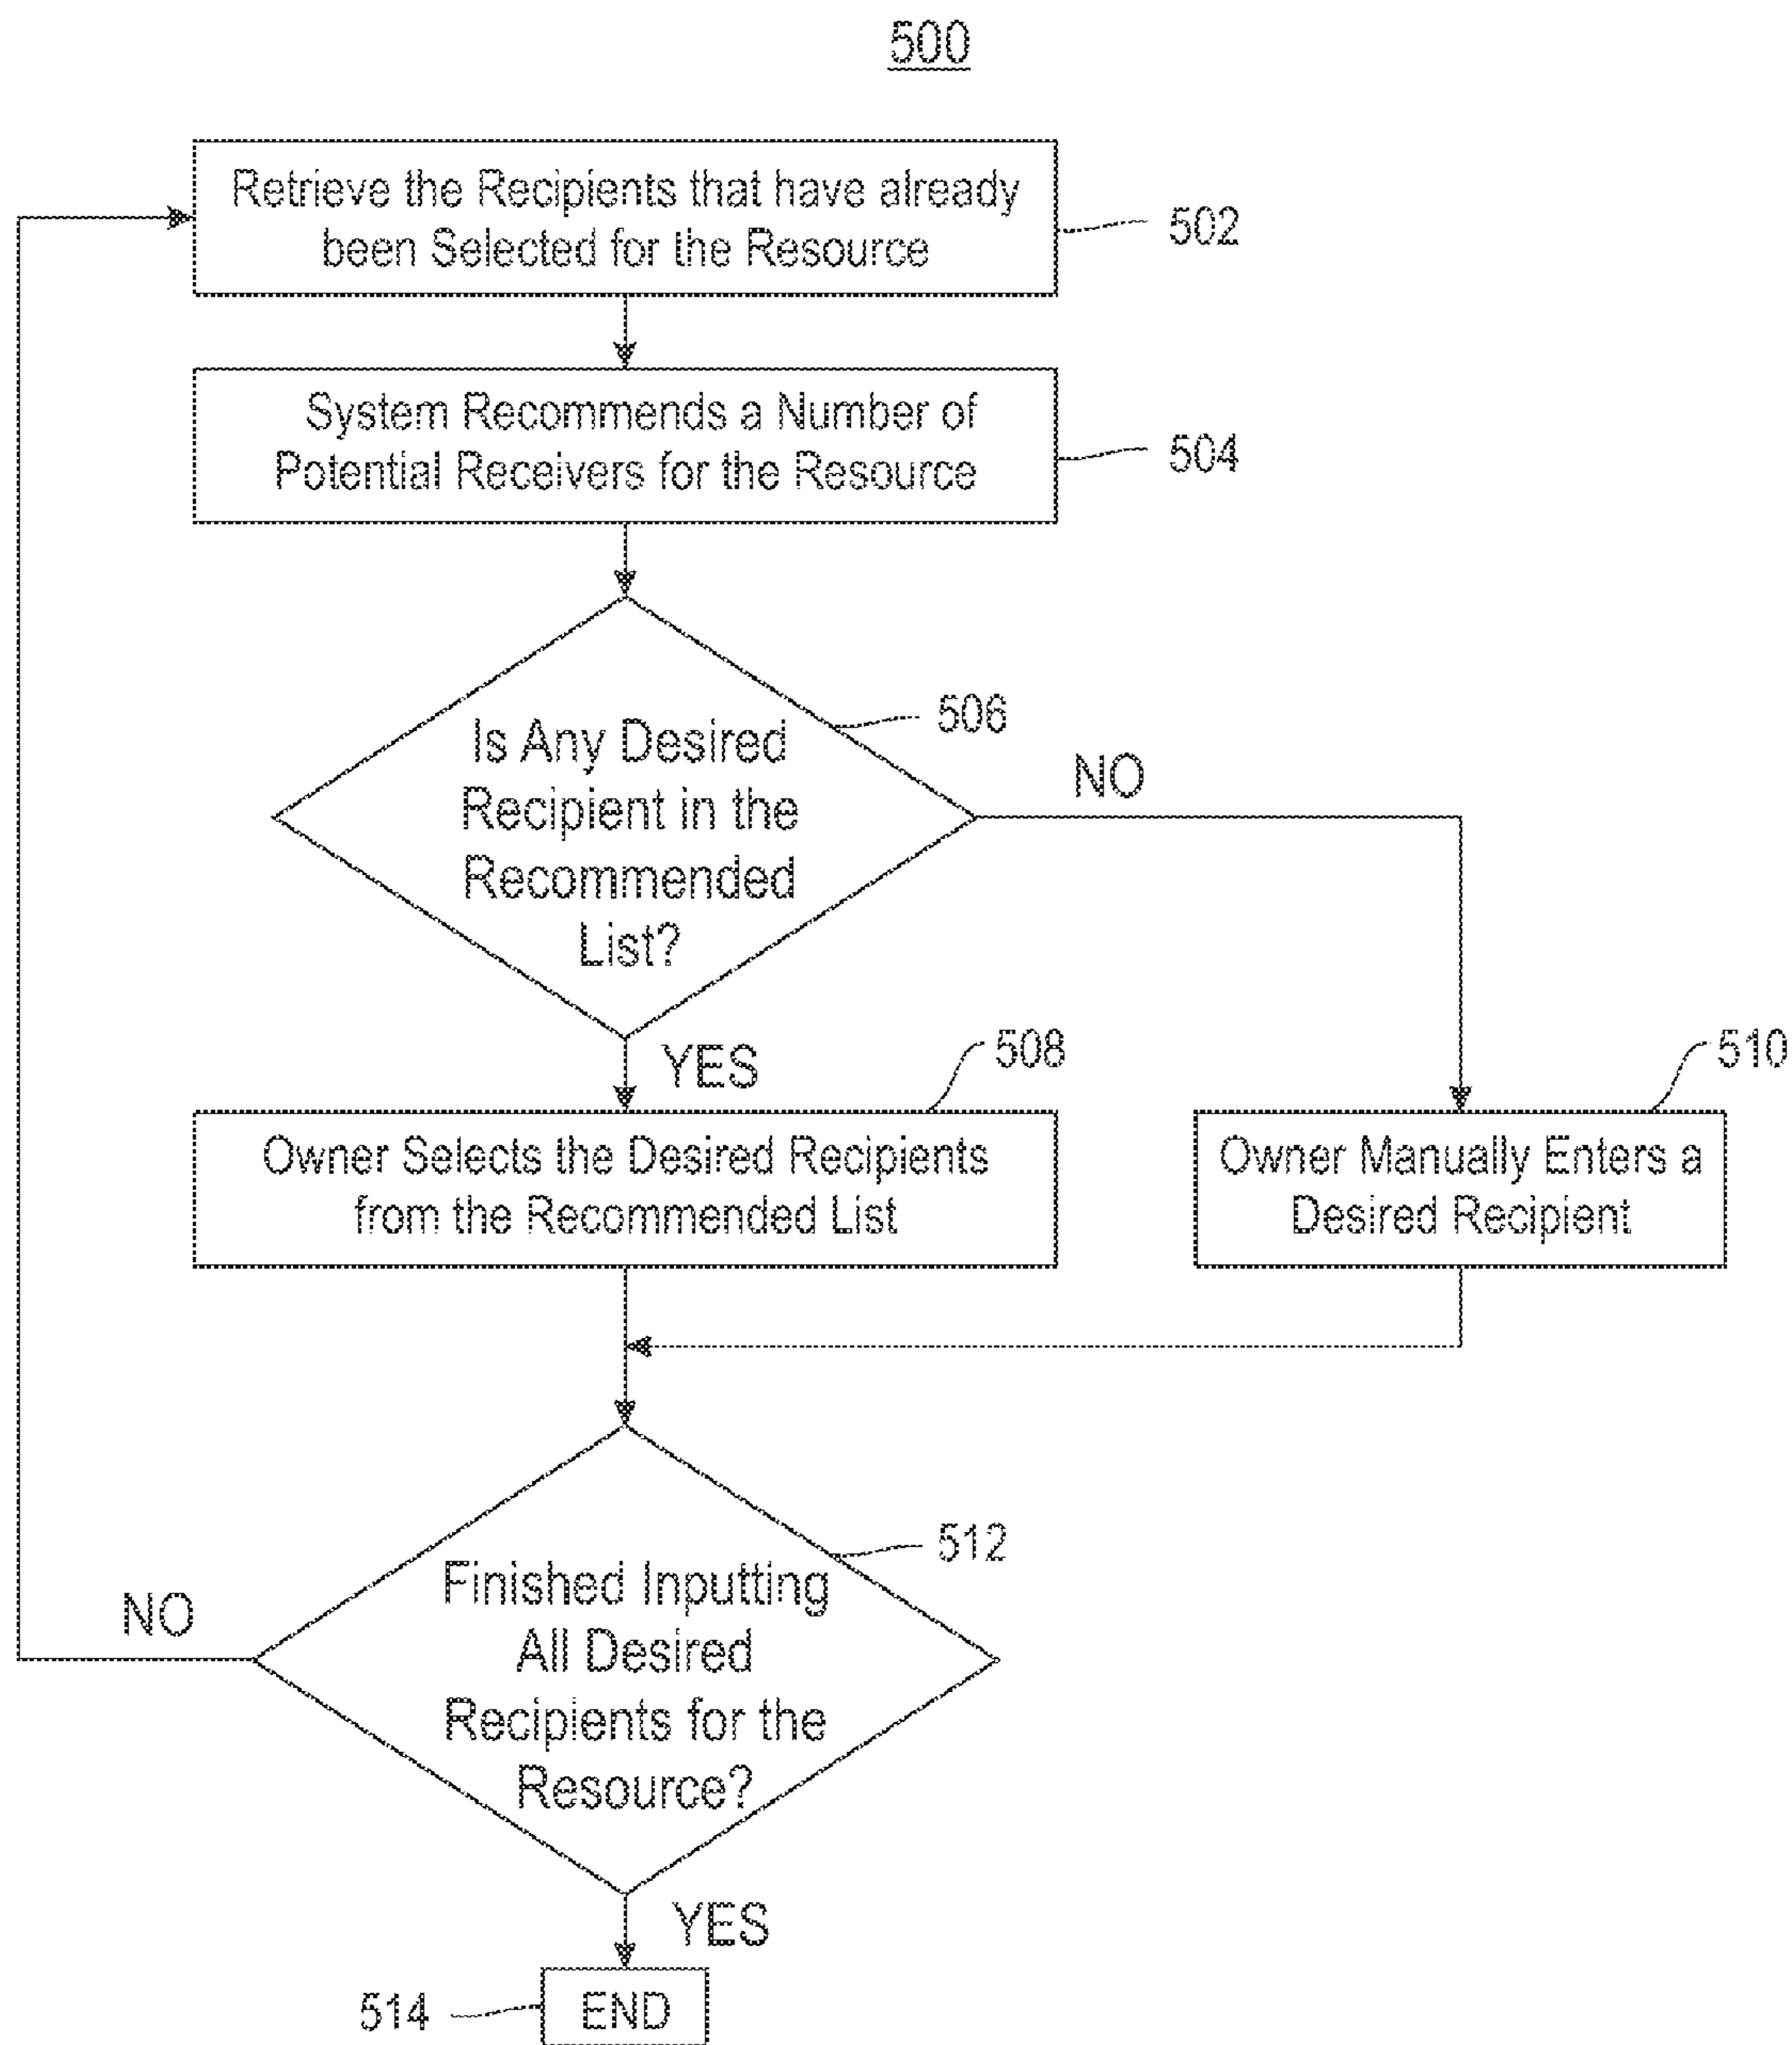 500
Retrieve the Recipients that have already
been Selected for the Resource
502
System Recommends a Number of
Potential Receivers for the Resource
504
Is Any Desired
Recipient in the
Recommended
List?
506
NO
YES
508
510
Owner Selects the Desired Recipients
from the Recommended List
Owner Manually Enters a
Desired Recipient
512
Finished Inputting
All Desired
Recipients for the
Resource?
NO
YES
514
END